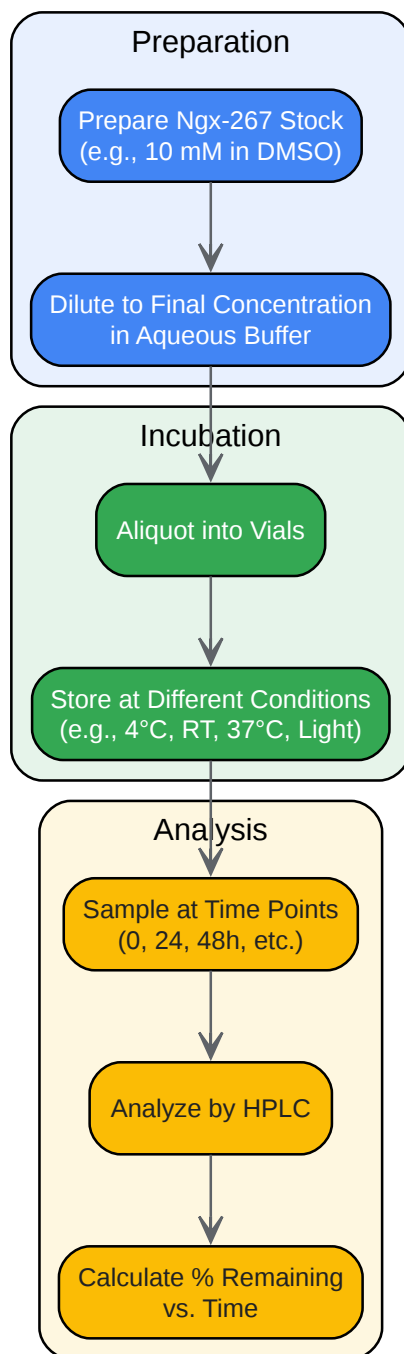 Preparation
Prepare Ngx-267 Stock
(e.g., 10 mM in DMSO)
Dilute to Final Concentration
in Aqueous Buffer
Incubation
Aliquot into Vials
Store at Different Conditions
(e.g., 4°C, RT, 37°C, Light)
Analysis
Sample at Time Points
(0, 24, 48h, etc.)
Analyze by HPLC
Calculate % Remaining
vs. Time